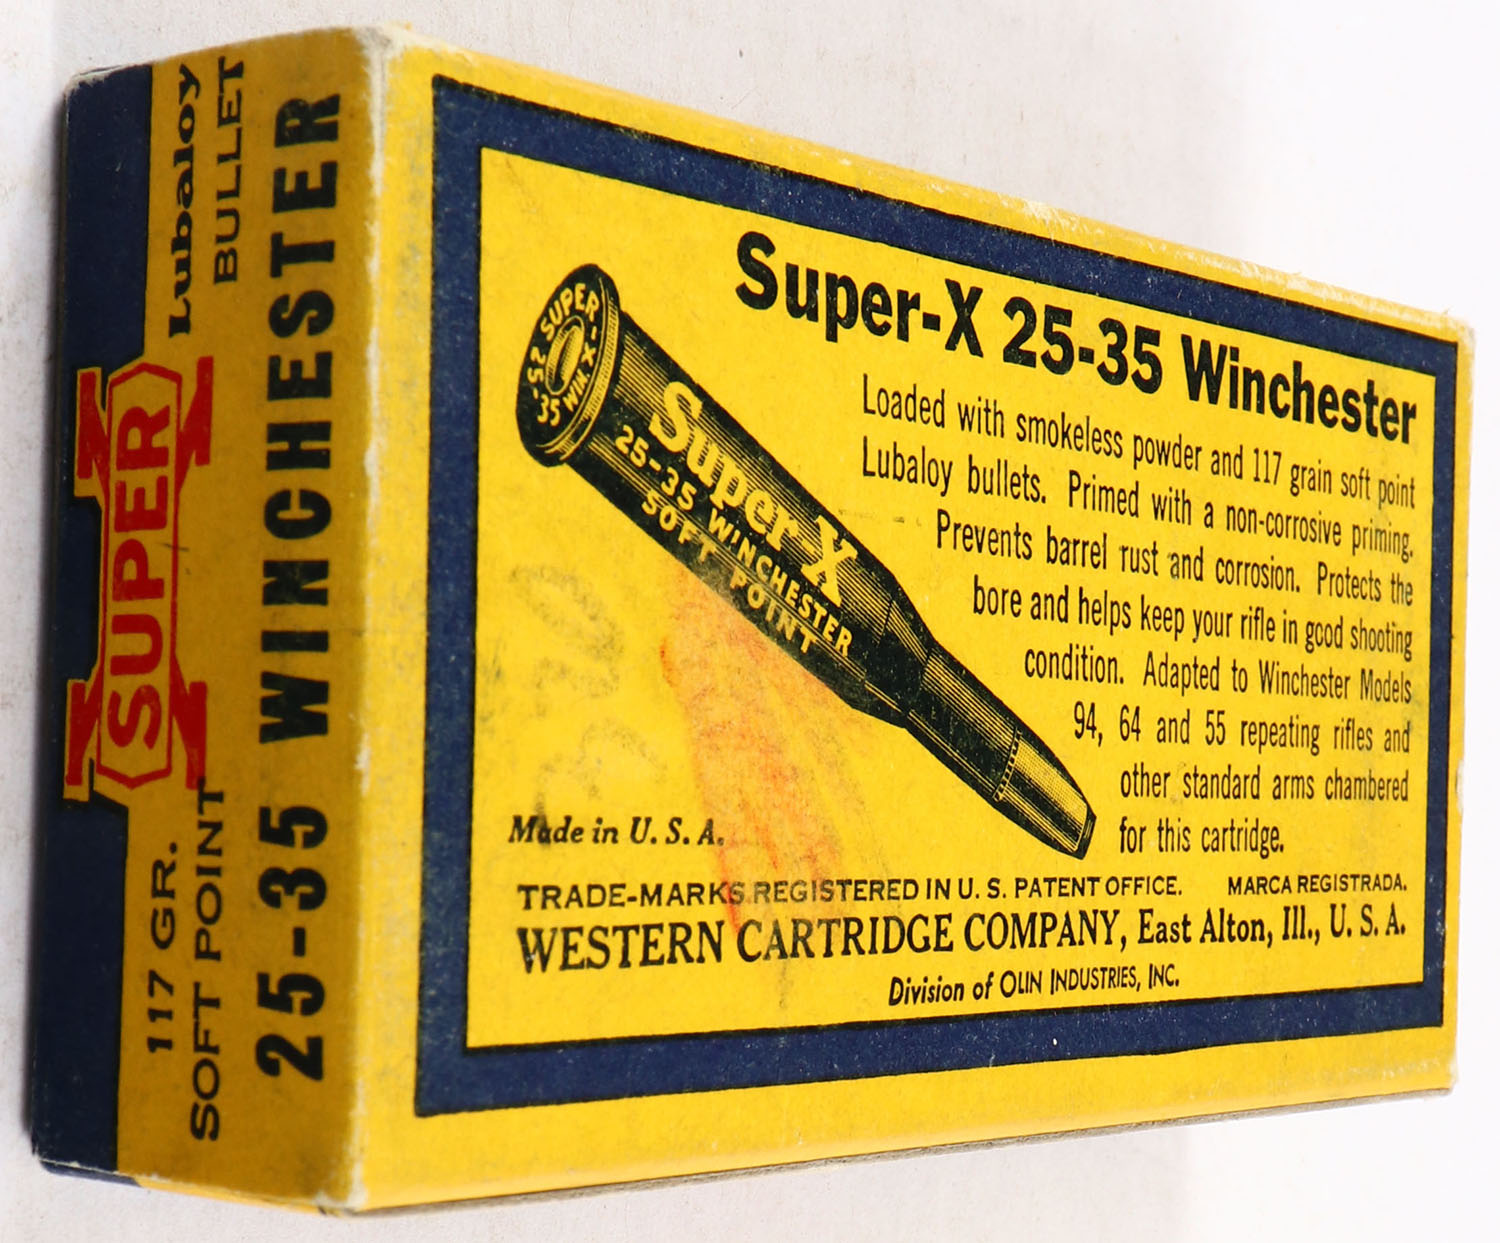 Super-X 25-35 Winchester
Loaded with smokeless powder and 117 grain soft point
Lubaloy bullets. Primed with a non-corrosive priming.
Prevents barrel rust and corrosion. Protects the
bore and helps keep your rifle in good shooting
condition. Adapted to Winchester Models
94, 64 and 55 repeating rifles and
other standard arms chambered
for this cartridge.
SUPER-X
25-35 WIN
Super-X
25-35 WINCHESTER
SOFT POINT
Made in U. S. A.
TRADE-MARKS REGISTERED IN U. S. PATENT OFFICE. MARCA REGISTRADA.
WESTERN CARTRIDGE COMPANY, East Alton, Ill., U. S. A.
Division of OLIN INDUSTRIES, INC.
117 GR.
SOFT POINT
SUPER X
Lubaloy
BULLET
25-35 WINCHESTER